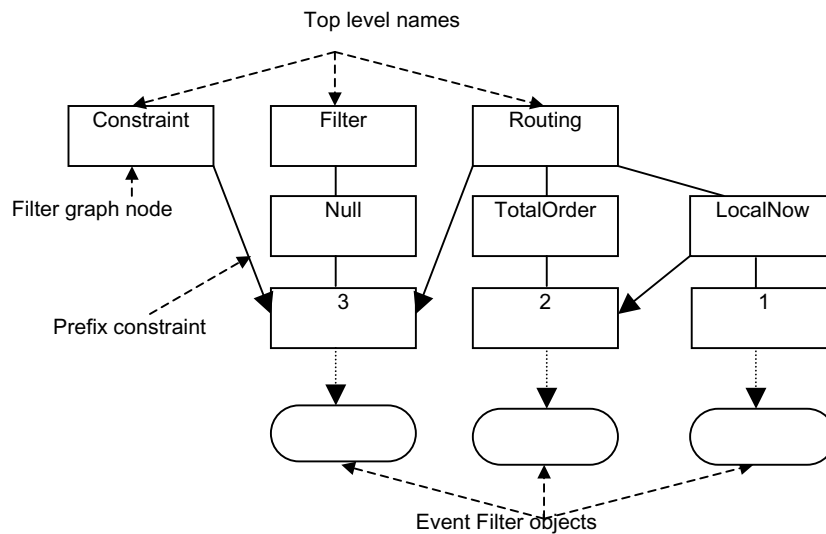 Top level names
Constraint
Filter
Routing
Filter graph node
Null
TotalOrder
LocalNow
Prefix constraint
3
2
1
Event Filter objects